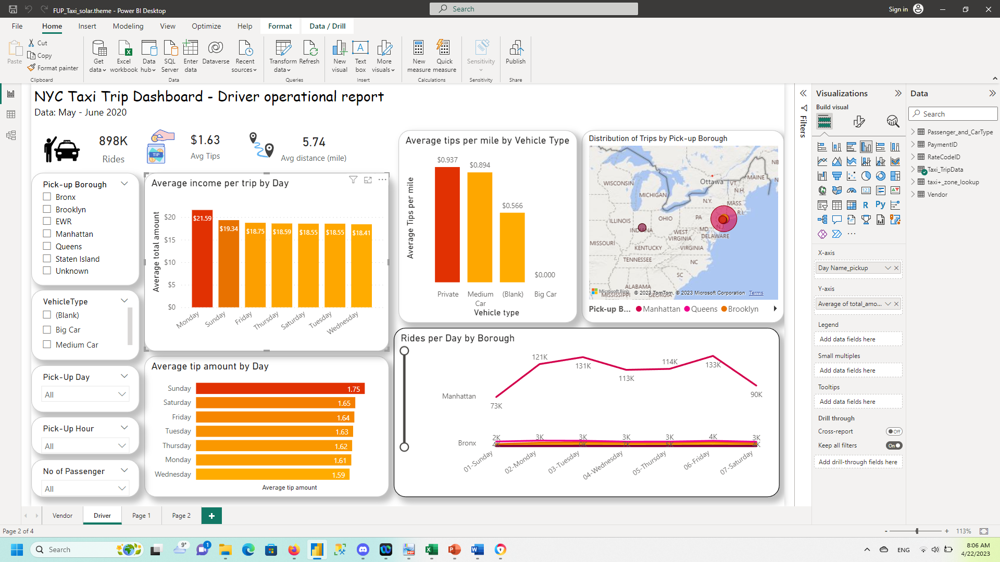 FUP_Taxi_solar.theme - Power BI Desktop
Search
Sign in
File
Home
Insert
Modeling
View
Optimize
Help
Format
Data / Drill
Paste
Cut
Copy
Format painter
Clipboard
Get data
Excel workbook
Data hub
SQL Server
Enter data
Dataverse
Recent sources
Data
Transform data
Refresh
Queries
New visual
Text box
More visuals
Insert
New measure
Quick measure
Calculations
Sensitivity
Sensitivity
Publish
Share
NYC Taxi Trip Dashboard - Driver operational report
Data: May - June 2020
TAXI
898K
Rides
TIP
$1.63
Avg Tips
5.74
Avg distance (mile)
Pick-up Borough
Bronx
Brooklyn
EWR
Manhattan
Queens
Staten Island
Unknown
VehicleType
(Blank)
Big Car
Medium Car
Pick-Up Day
All
Pick-Up Hour
All
No of Passenger
All
Average income per trip by Day
Average total amount
$20
$15
$10
$5
$0
$21.59
$19.34
$18.75
$18.59
$18.55
$18.55
$18.41
Monday
Sunday
Friday
Thursday
Saturday
Tuesday
Wednesday
Average tip amount by Day
Sunday 1.75
Saturday 1.65
Friday 1.64
Tuesday 1.63
Thursday 1.62
Monday 1.61
Wednesday 1.59
Average tip amount
Average tips per mile by Vehicle Type
Average Tips per mile
$0.937
$0.894
$0.566
$0.000
Private
Medium Car
(Blank)
Big Car
Vehicle type
Distribution of Trips by Pick-up Borough
Ottawa
MAINE
NB
N
WISCONSIN
VT.
N.H.
MICHIGAN
N.Y.
MASS.
R.I.
PA
ILLINOIS
OHIO
INDIANA
N.J.
MD.
DELAWARE
WEST VIRGINIA
MISSOURI
KENTUCKY
VIRGINIA
TENNESSEE
NC
SC
ALABAMA
MISSISSIPPI
GEORGIA
Microsoft Bing
© 2023 TomTom, © 2023 Microsoft Corporation Terms
Pick-up B... Manhattan Queens Brooklyn
Rides per Day by Borough
Manhattan
73K
121K
131K
113K
114K
133K
90K
Bronx
2K
3K
3K
3K
3K
4K
3K
01-Sunday
02-Monday
03-Tuesday
04-Wednesday
05-Thursday
06-Friday
07-Saturday
Filters
Visualizations
Build visual
123
R
Py
X-axis
Day Name_pickup
Y-axis
Average of total_amo...
Legend
Add data fields here
Small multiples
Add data fields here
Tooltips
Add data fields here
Drill through
Cross-report
Off
Keep all filters
On
Add drill-through fields here
Data
Search
Passenger_and_CarType
PaymentID
RateCodeID
Taxi_TripData
taxi+_zone_lookup
Vendor
Vendor
Driver
Page 1
Page 2
+
Page 2 of 4
- + 113%
Search
9°
1
ENG
8:06 AM
4/22/2023